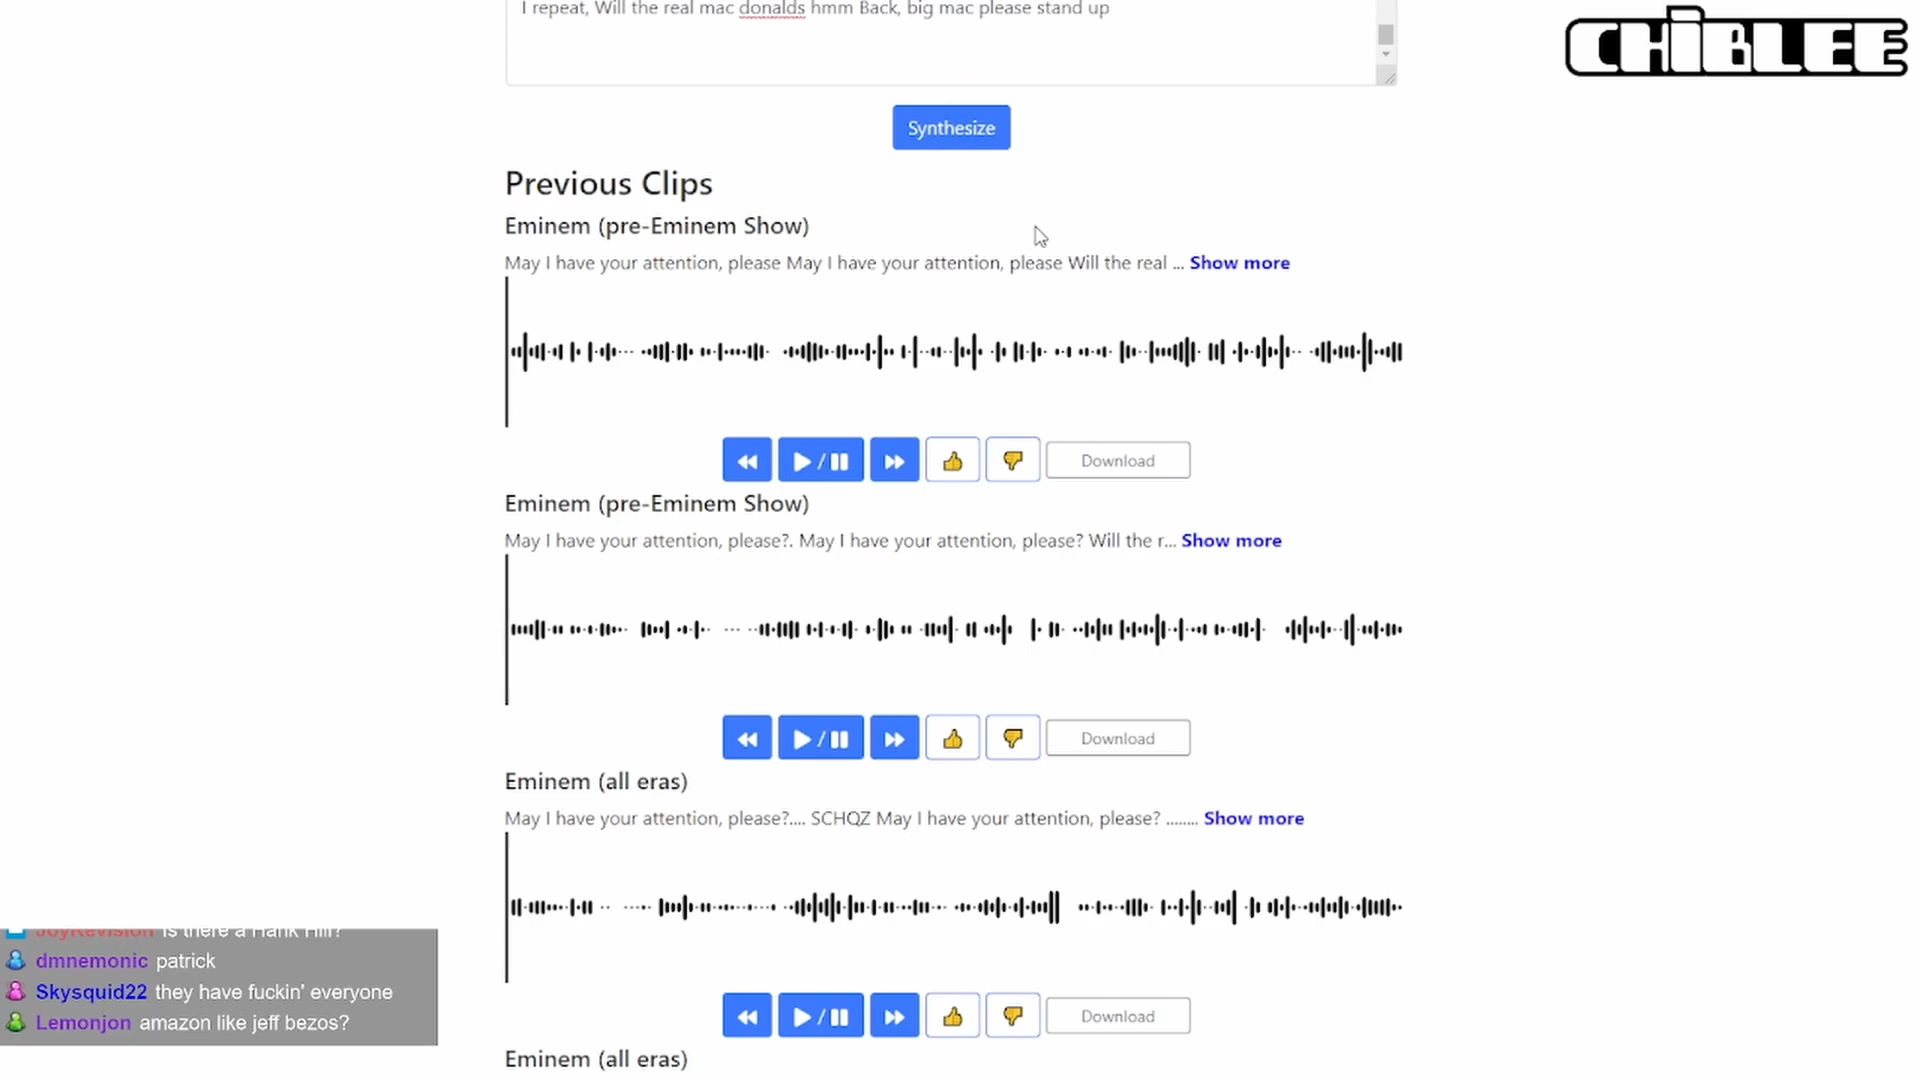 I repeat, Will the real mac donalds hmm Back, big mac please stand up
CHiBLEE
Synthesize
Previous Clips
Eminem (pre-Eminem Show)
May I have your attention, please May I have your attention, please Will the real ... Show more
Download
Eminem (pre-Eminem Show)
May I have your attention, please?. May I have your attention, please? Will the r... Show more
Download
Eminem (all eras)
May I have your attention, please?.... SCHQZ May I have your attention, please? ........ Show more
Download
Eminem (all eras)
JoyRevision Is there a Hank Hill?
dmnemonic patrick
Skysquid22 they have fuckin' everyone
Lemonjon amazon like jeff bezos?